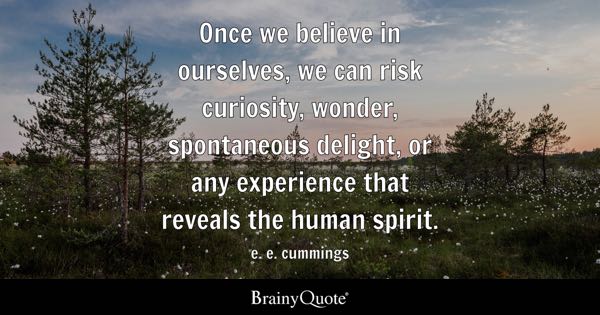 Once we believe in
ourselves, we can risk
curiosity, wonder,
spontaneous delight, or
any experience that
reveals the human spirit.
e. e. cummings
BrainyQuote®